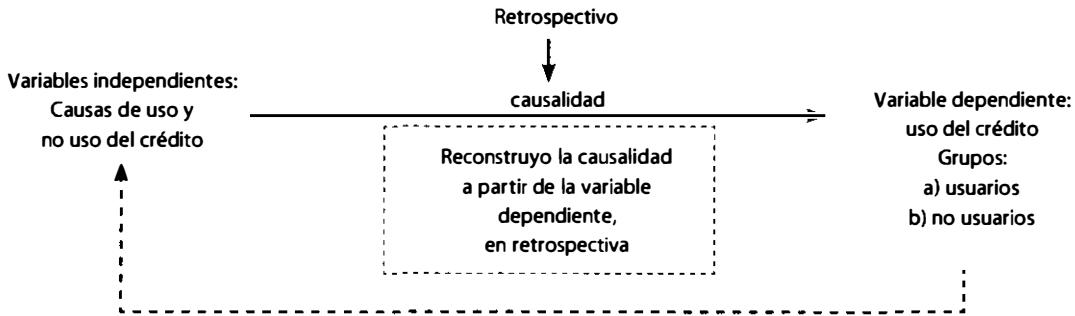 Retrospectivo
Variables independientes:
Causas de uso y
no uso del crédito
causalidad
Reconstruyo la causalidad
a partir de la variable
dependiente,
en retrospectiva
Variable dependiente:
uso del crédito
Grupos:
a) usuarios
b) no usuarios